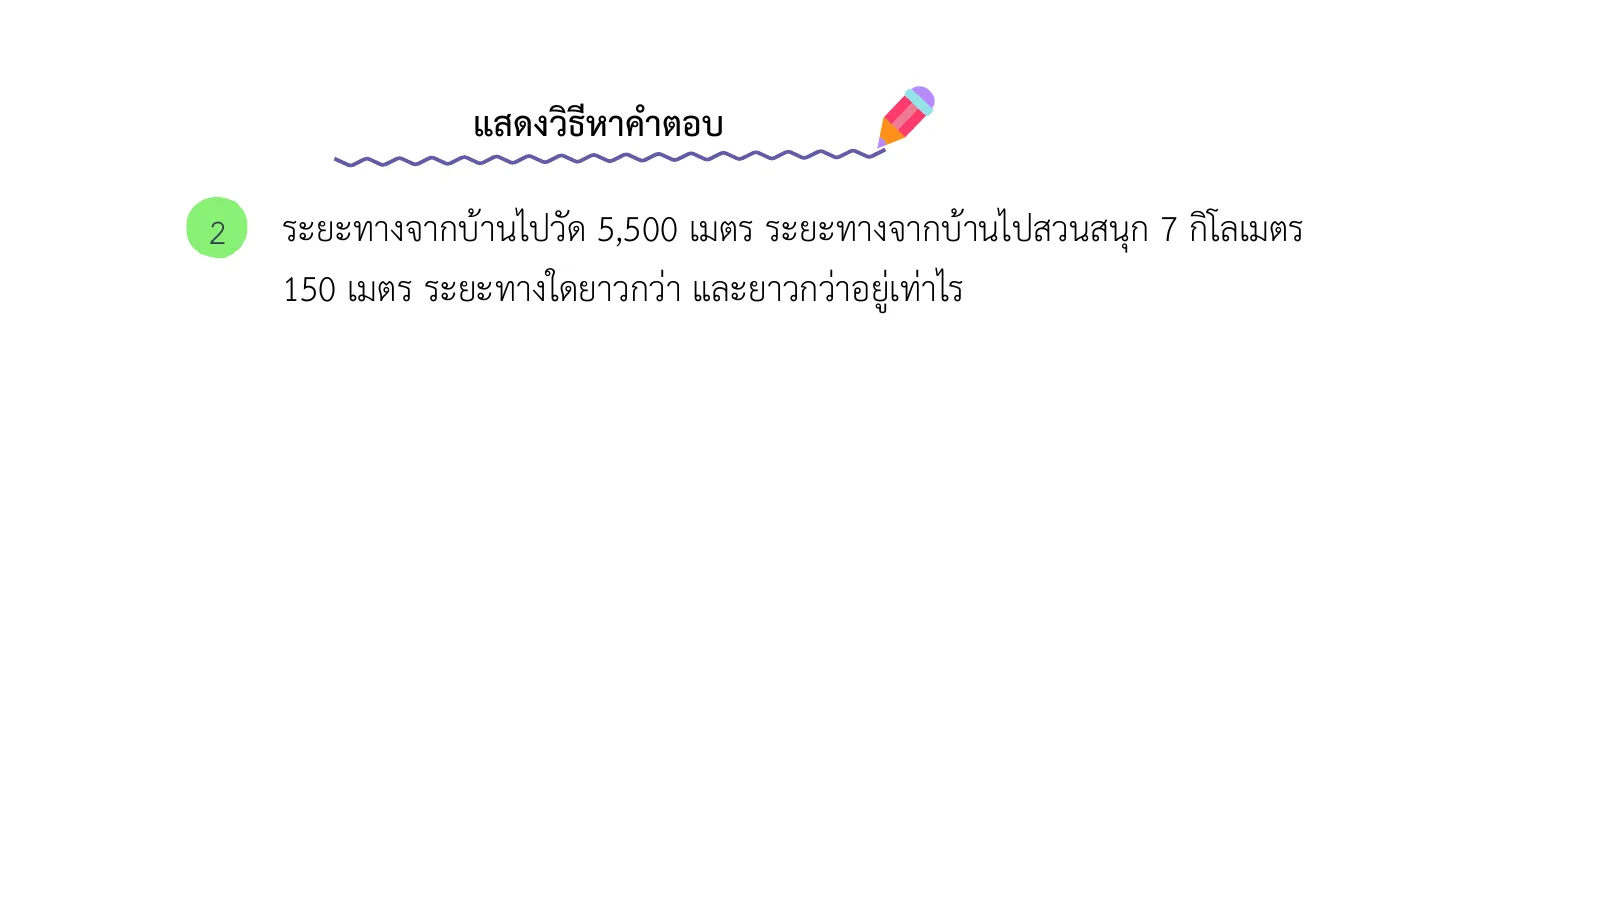 แสดงวิธีหาคำตอบ
2 ระยะทางจากบ้านไปวัด 5,500 เมตร ระยะทางจากบ้านไปสวนสนุก 7 กิโลเมตร
150 เมตร ระยะทางใดยาวกว่า และยาวกว่าอยู่เท่าไร